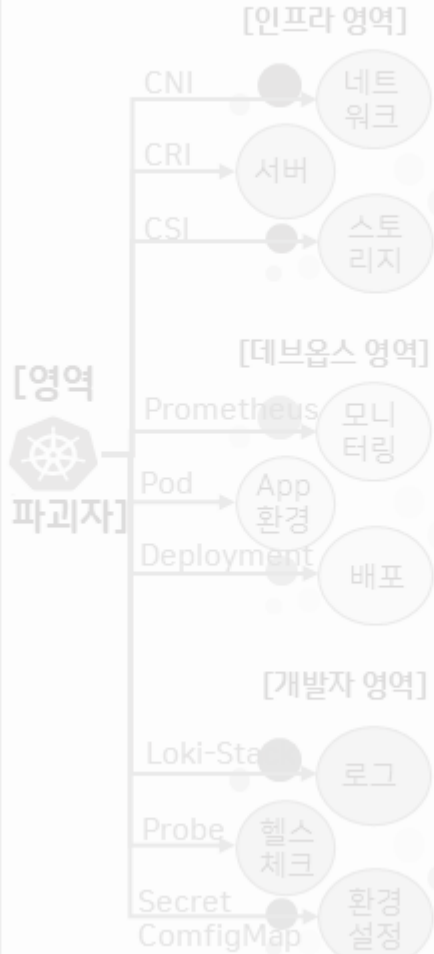 [인프라 영역]
CNI
네트
워크
CRI
서버
CSI
스토
리지
[데브옵스 영역]
[영역
파괴자]
Prometheus
모니
터링
Pod
App
환경
Deployment
배포
[개발자 영역]
Loki-Sta
로그
Probe
헬스
체크
Secret
ComfigMap
환경
설정